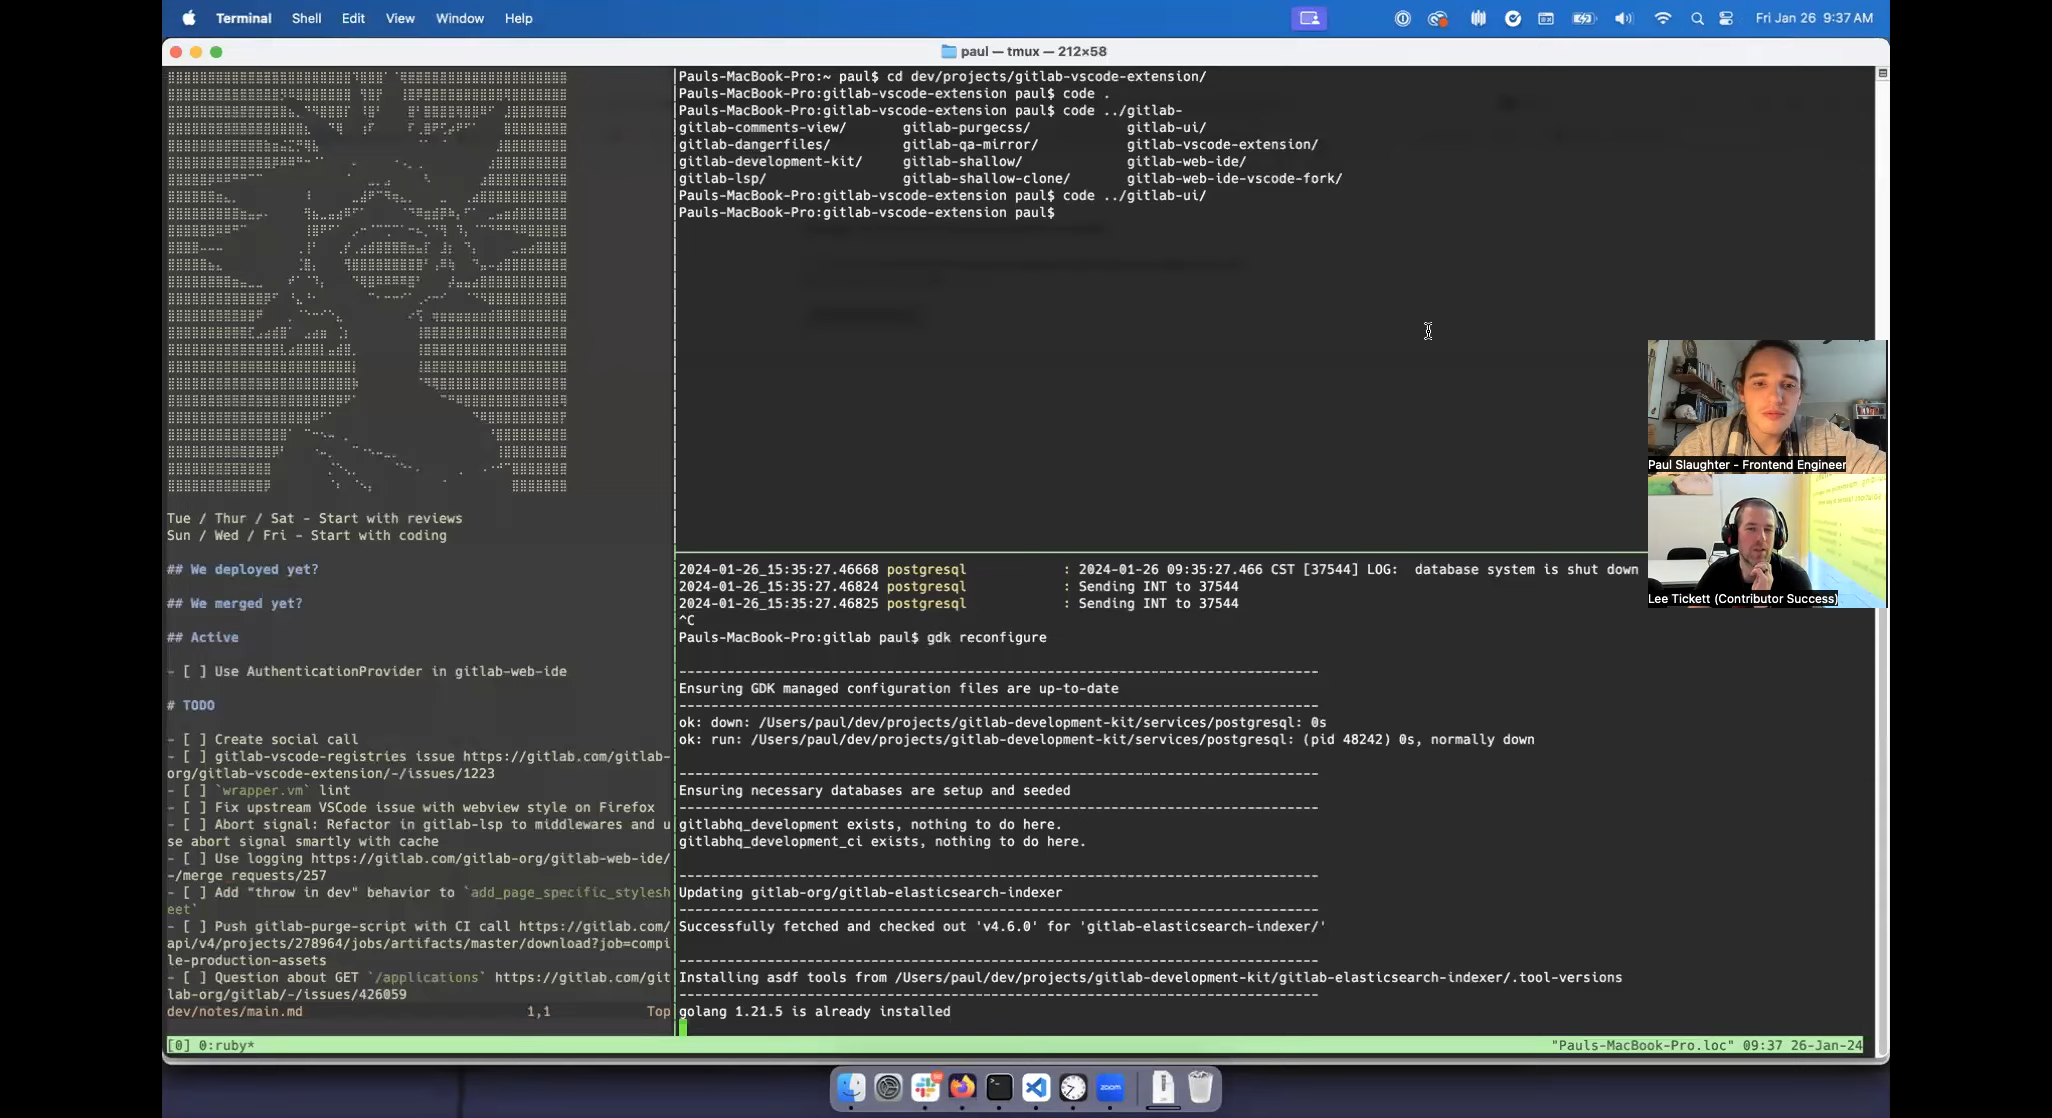 Terminal Shell Edit View Window Help
Fri Jan 26 9:37 AM
paul — tmux — 212×58
Tue / Thur / Sat - Start with reviews
Sun / Wed / Fri - Start with coding
## We deployed yet?
## We merged yet?
## Active
- [ ] Use AuthenticationProvider in gitlab-web-ide
# TODO
- [ ] Create social call
- [ ] gitlab-vscode-registries issue https://gitlab.com/gitlab-
org/gitlab-vscode-extension/-/issues/1223
- [ ] `wrapper.vm` lint
- [ ] Fix upstream VSCode issue with webview style on Firefox
- [ ] Abort signal: Refactor in gitlab-lsp to middlewares and u
se abort signal smartly with cache
- [ ] Use logging https://gitlab.com/gitlab-org/gitlab-web-ide/
-/merge_requests/257
- [ ] Add "throw in dev" behavior to `add_page_specific_stylesh
eet`
- [ ] Push gitlab-purge-script with CI call https://gitlab.com/
api/v4/projects/278964/jobs/artifacts/master/download?job=compi
le-production-assets
- [ ] Question about GET `/applications` https://gitlab.com/git
lab-org/gitlab/-/issues/426059
dev/notes/main.md 1,1 Top
Pauls-MacBook-Pro:~ paul$ cd dev/projects/gitlab-vscode-extension/
Pauls-MacBook-Pro:gitlab-vscode-extension paul$ code .
Pauls-MacBook-Pro:gitlab-vscode-extension paul$ code ../gitlab-
gitlab-comments-view/ gitlab-purgecss/ gitlab-ui/
gitlab-dangerfiles/ gitlab-qa-mirror/ gitlab-vscode-extension/
gitlab-development-kit/ gitlab-shallow/ gitlab-web-ide/
gitlab-lsp/ gitlab-shallow-clone/ gitlab-web-ide-vscode-fork/
Pauls-MacBook-Pro:gitlab-vscode-extension paul$ code ../gitlab-ui/
Pauls-MacBook-Pro:gitlab-vscode-extension paul$
2024-01-26_15:35:27.46668 postgresql : 2024-01-26 09:35:27.466 CST [37544] LOG: database system is shut down
2024-01-26_15:35:27.46824 postgresql : Sending INT to 37544
2024-01-26_15:35:27.46825 postgresql : Sending INT to 37544
^C
Pauls-MacBook-Pro:gitlab paul$ gdk reconfigure
--------------------------------------------------------------------------------
Ensuring GDK managed configuration files are up-to-date
--------------------------------------------------------------------------------
ok: down: /Users/paul/dev/projects/gitlab-development-kit/services/postgresql: 0s
ok: run: /Users/paul/dev/projects/gitlab-development-kit/services/postgresql: (pid 48242) 0s, normally down
--------------------------------------------------------------------------------
Ensuring necessary databases are setup and seeded
--------------------------------------------------------------------------------
gitlabhq_development exists, nothing to do here.
gitlabhq_development_ci exists, nothing to do here.
--------------------------------------------------------------------------------
Updating gitlab-org/gitlab-elasticsearch-indexer
--------------------------------------------------------------------------------
Successfully fetched and checked out 'v4.6.0' for 'gitlab-elasticsearch-indexer/'
--------------------------------------------------------------------------------
Installing asdf tools from /Users/paul/dev/projects/gitlab-development-kit/gitlab-elasticsearch-indexer/.tool-versions
--------------------------------------------------------------------------------
golang 1.21.5 is already installed
Paul Slaughter - Frontend Engineer
Lee Tickett (Contributor Success)
[0] 0:ruby* "Pauls-MacBook-Pro.loc" 09:37 26-Jan-24
zoom